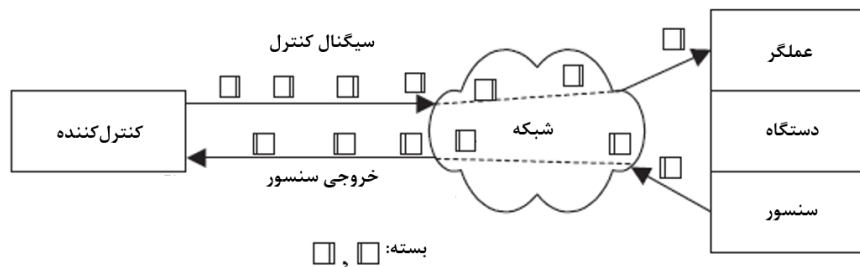 سیگنال کنترل
عملگر
کنترل‌کننده
شبکه
دستگاه
خروجی سنسور
سنسور
بسته:
,